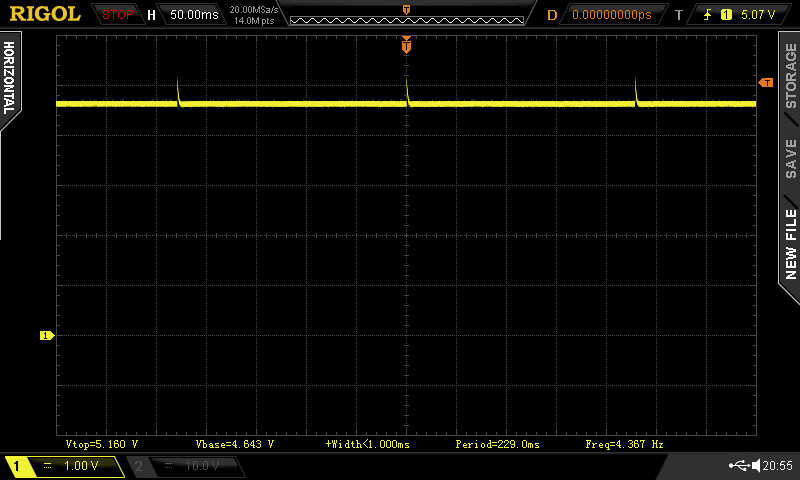 RIGOL STOP H 50.00ms 20.00MSa/s 14.0M pts D 0.00000000ps T 1 5.07 V
T
T
T
HORIZONTAL
STORAGE
SAVE
NEW FILE
1
Vtop=5.160 V Vbase=4.643 V +Width<1.000ms Period=229.0ms Freq=4.367 Hz
1 1.00 V 2 10.0 V 20:55